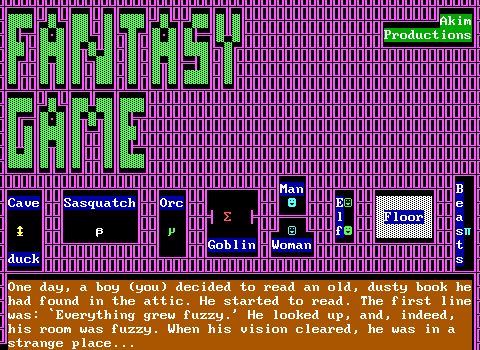 FANTASY
Akim
Productions
GAME
Cave duck
Sasquatch
β
Orc
μ
Σ
Goblin
Man
Woman
Elf
Floor
Beasts
π
One day, a boy (you) decided to read an old, dusty book he
had found in the attic. He started to read. The first line
was: `Everything grew fuzzy.' He looked up, and, indeed,
his room was fuzzy. When his vision cleared, he was in a
strange place...